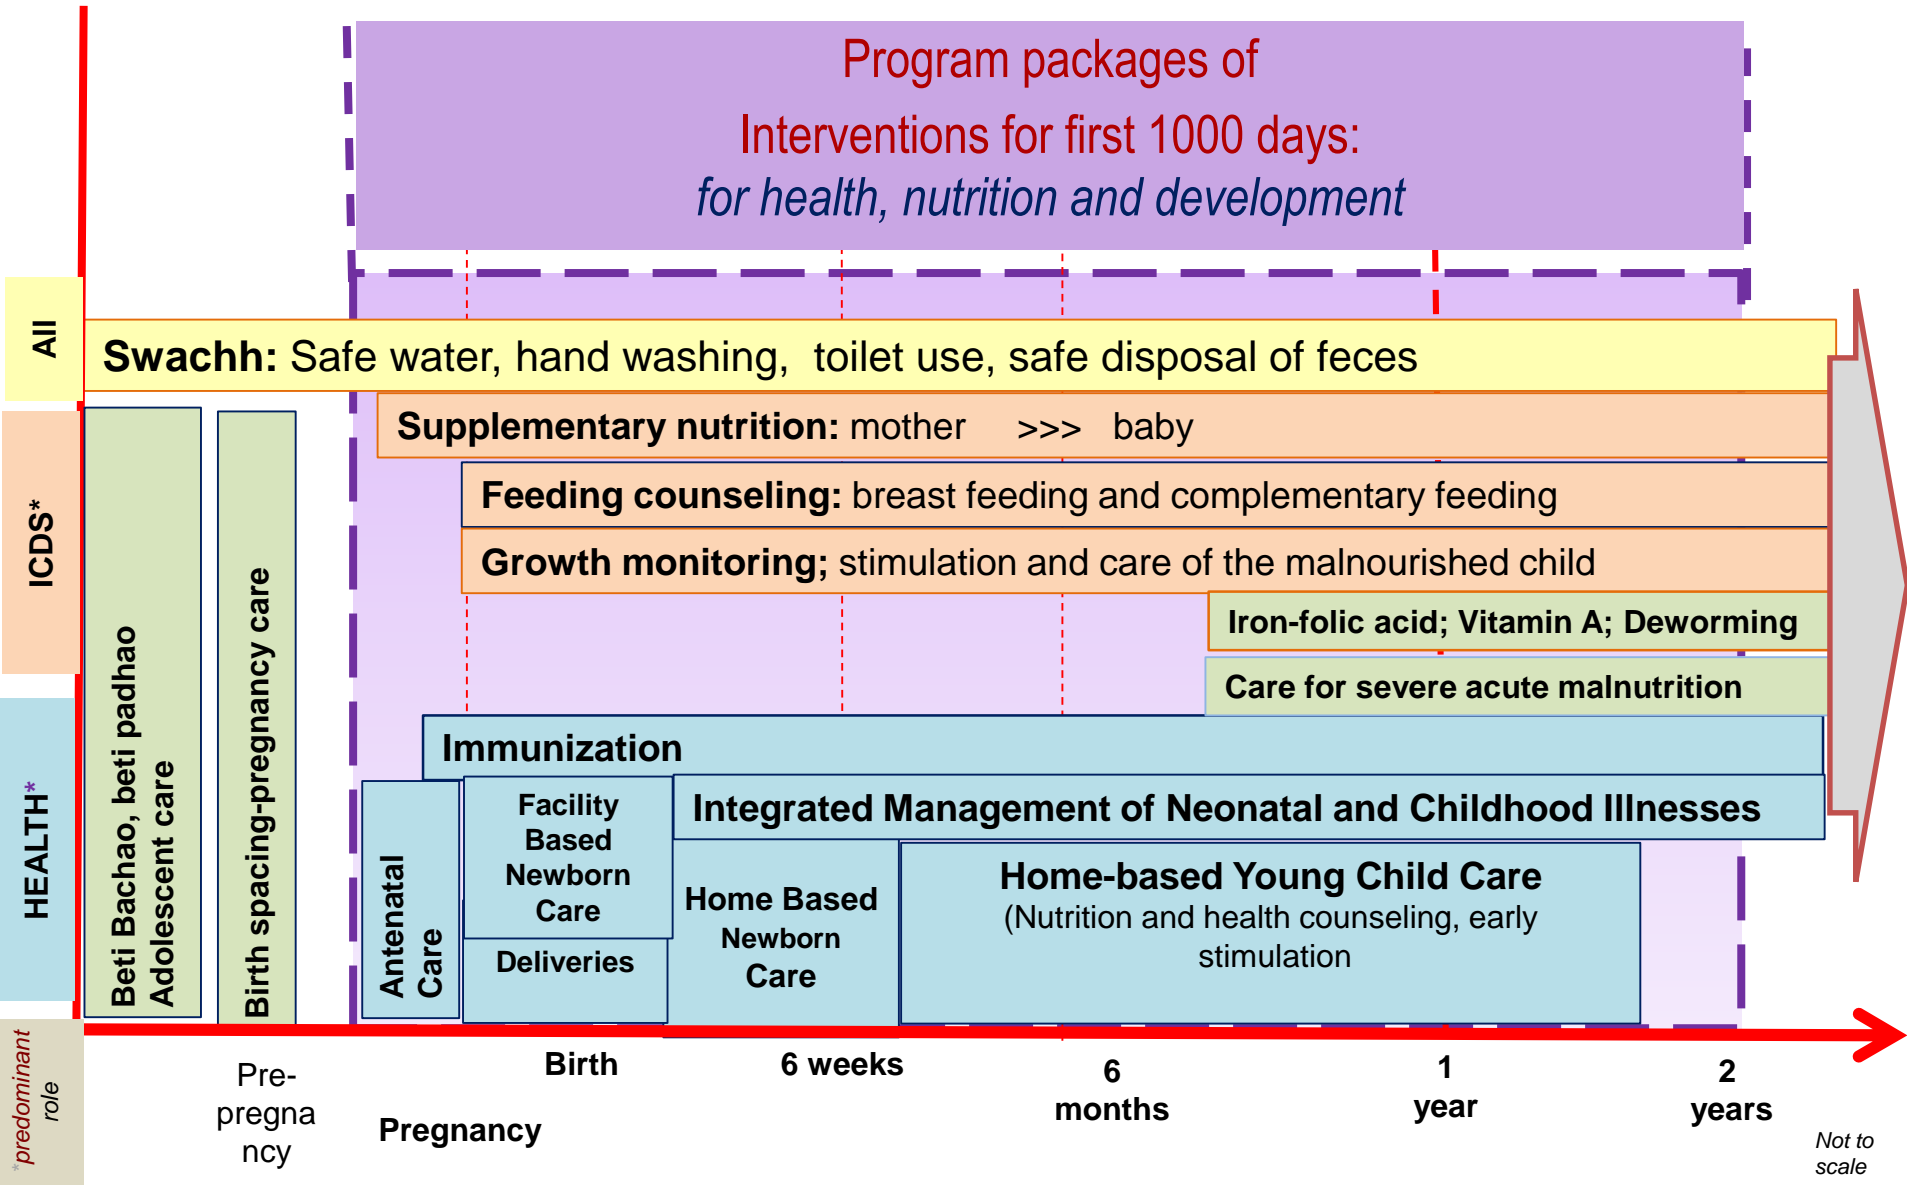 Program packages of
Interventions for first 1000 days:
for health, nutrition and development
All
Swachh: Safe water, hand washing, toilet use, safe disposal of feces
ICDS*
Supplementary nutrition: mother >>> baby
Feeding counseling: breast feeding and complementary feeding
Growth monitoring; stimulation and care of the malnourished child
Iron-folic acid; Vitamin A; Deworming
Care for severe acute malnutrition
Beti Bachao, beti padhao
Adolescent care
Birth spacing-pregnancy care
HEALTH*
Immunization
Antenatal
Care
Facility
Based
Newborn
Care
Deliveries
Integrated Management of Neonatal and Childhood Illnesses
Home Based
Newborn
Care
Home-based Young Child Care
(Nutrition and health counseling, early
stimulation
*predominant
role
Pre-
pregna
ncy
Pregnancy
Birth
6 weeks
6
months
1
year
2
years
Not to
scale